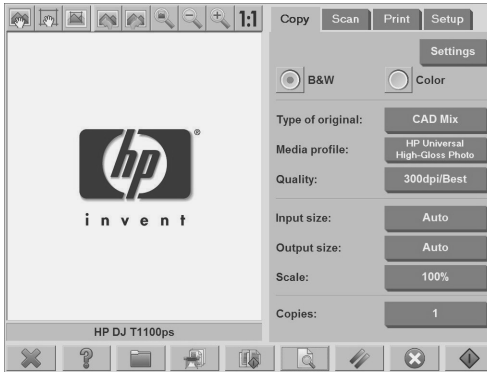 1:1
Copy Scan Print Setup
Settings
B&W Color
Type of original: CAD Mix
Media profile: HP Universal
High-Gloss Photo
Quality: 300dpi/Best
Input size: Auto
Output size: Auto
Scale: 100%
Copies: 1
hp ®
invent
HP DJ T1100ps
?